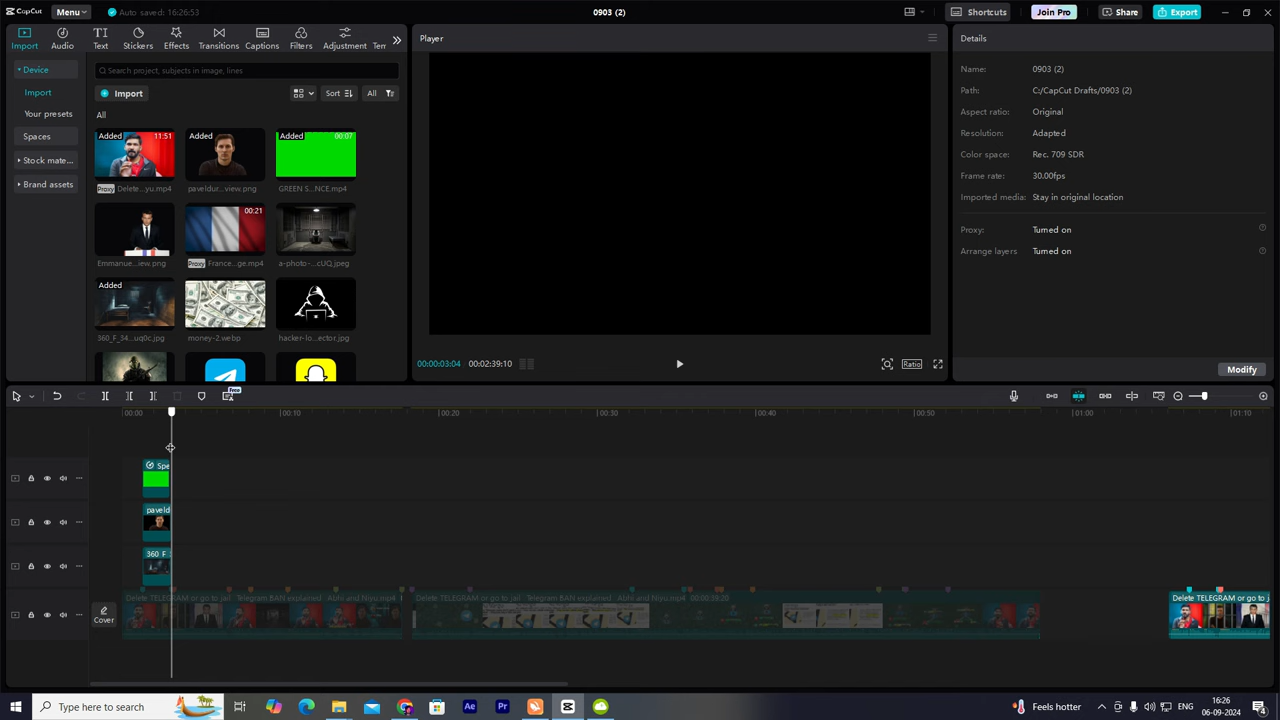 CapCut
Menu
Auto saved: 16:26:53
0903 (2)
Shortcuts
Join Pro
Share
Export
Import
Audio
Text
Stickers
Effects
Transitions
Captions
Filters
Adjustment
Device
Import
Your presets
Spaces
Stock mate...
Brand assets
Search project, subjects in image, lines
Import
Sort
All
All
Added 11:51
Added
Added 00:07
Proxy Delete...yu.mp4
paveldur...view.png
GREEN S...NCE.mp4
00:21
Emmanue...iew.png
Proxy France...ge.mp4
a-photo-...cUQ.jpeg
Added
360_F_34...uq0c.jpg
money-2.webp
hacker-lo...ector.jpg
Player
00:00:03:04 00:02:39:10
Ratio
Details
Name: 0903 (2)
Path: C:/CapCut Drafts/0903 (2)
Aspect ratio: Original
Resolution: Adapted
Color space: Rec. 709 SDR
Frame rate: 30.00fps
Imported media: Stay in original location
Proxy: Turned on
Arrange layers Turned on
Modify
Free
00:00 00:10 00:20 00:30 00:40 00:50 01:00 01:10
Spe
paveld
Cover
Delete TELEGRAM or go to jail Telegram BAN explained Abhi and
Delete TELEGRAM or go to jail Telegram BAN explained Abhi and Niyu.mp4 00:00:39:20
Delete TELEGRAM or go to j
Type here to search
Ae
Pr
Feels hotter
ENG
16:26
06-09-2024